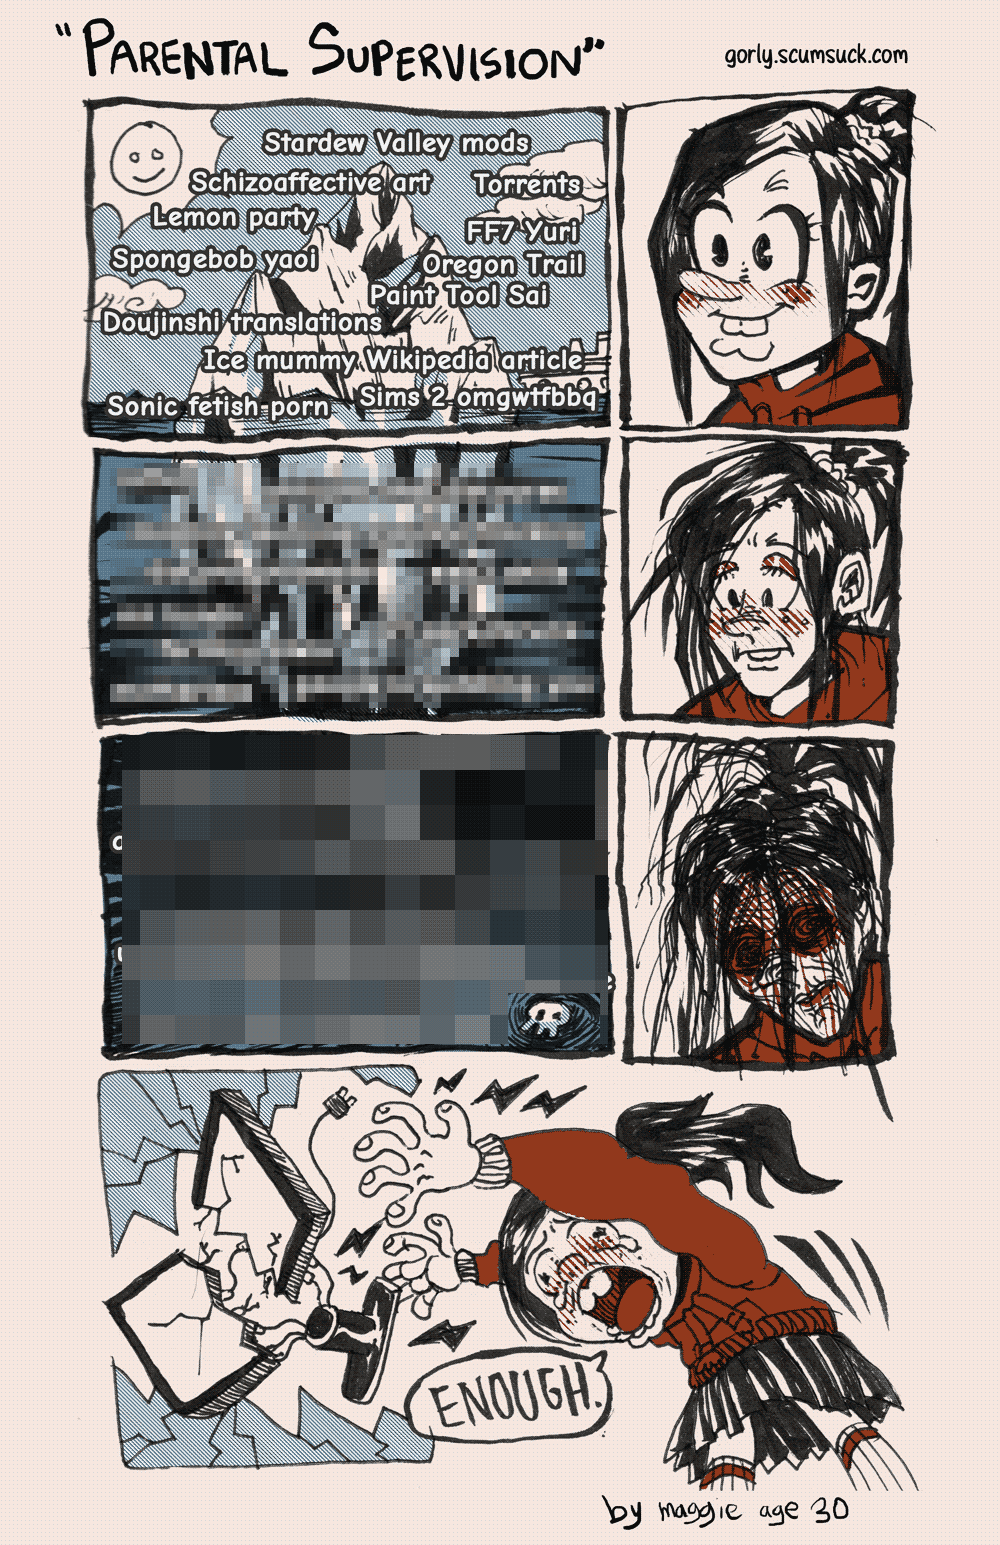 "PARENTAL SUPERVISION"
gorly.scumsuck.com
Stardew Valley mods
Schizoaffective art
Torrents
Lemon party
FF7 Yuri
Spongebob yaoi
Oregon Trail
Paint Tool Sai
Doujinshi translations
Ice mummy Wikipedia article
Sims 2 omgwtfbbq
Sonic fetish porn
ENOUGH.
by maggie age 30